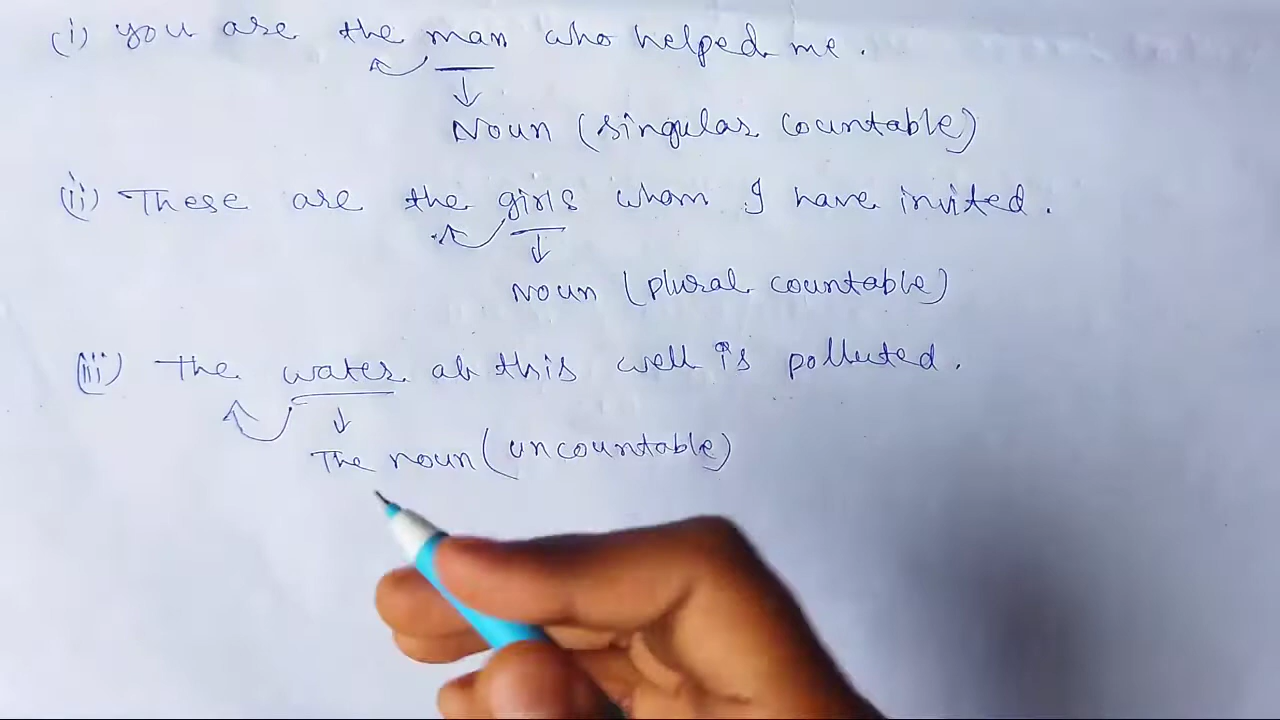 (i) you are the man who helped me.
Noun (singular countable)
(ii) These are the girls whom I have invited.
Noun (plural countable)
(iii) The water of this well is polluted.
The noun (uncountable)